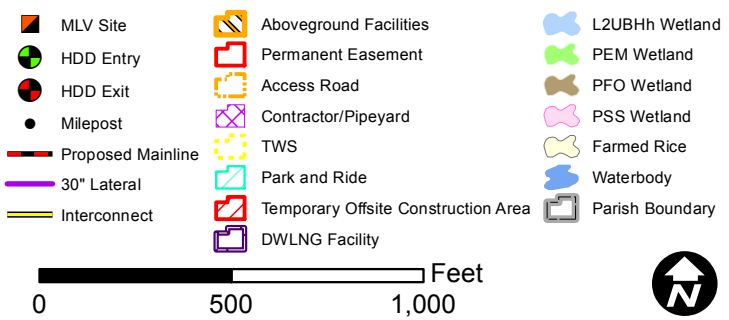 MLV Site
HDD Entry
HDD Exit
Milepost
Proposed Mainline
30" Lateral
Interconnect
Aboveground Facilities
Permanent Easement
Access Road
Contractor/Pipeyard
TWS
Park and Ride
Temporary Offsite Construction Area
DWLNG Facility
L2UBHh Wetland
PEM Wetland
PFO Wetland
PSS Wetland
Farmed Rice
Waterbody
Parish Boundary
Feet
0 500 1,000
N